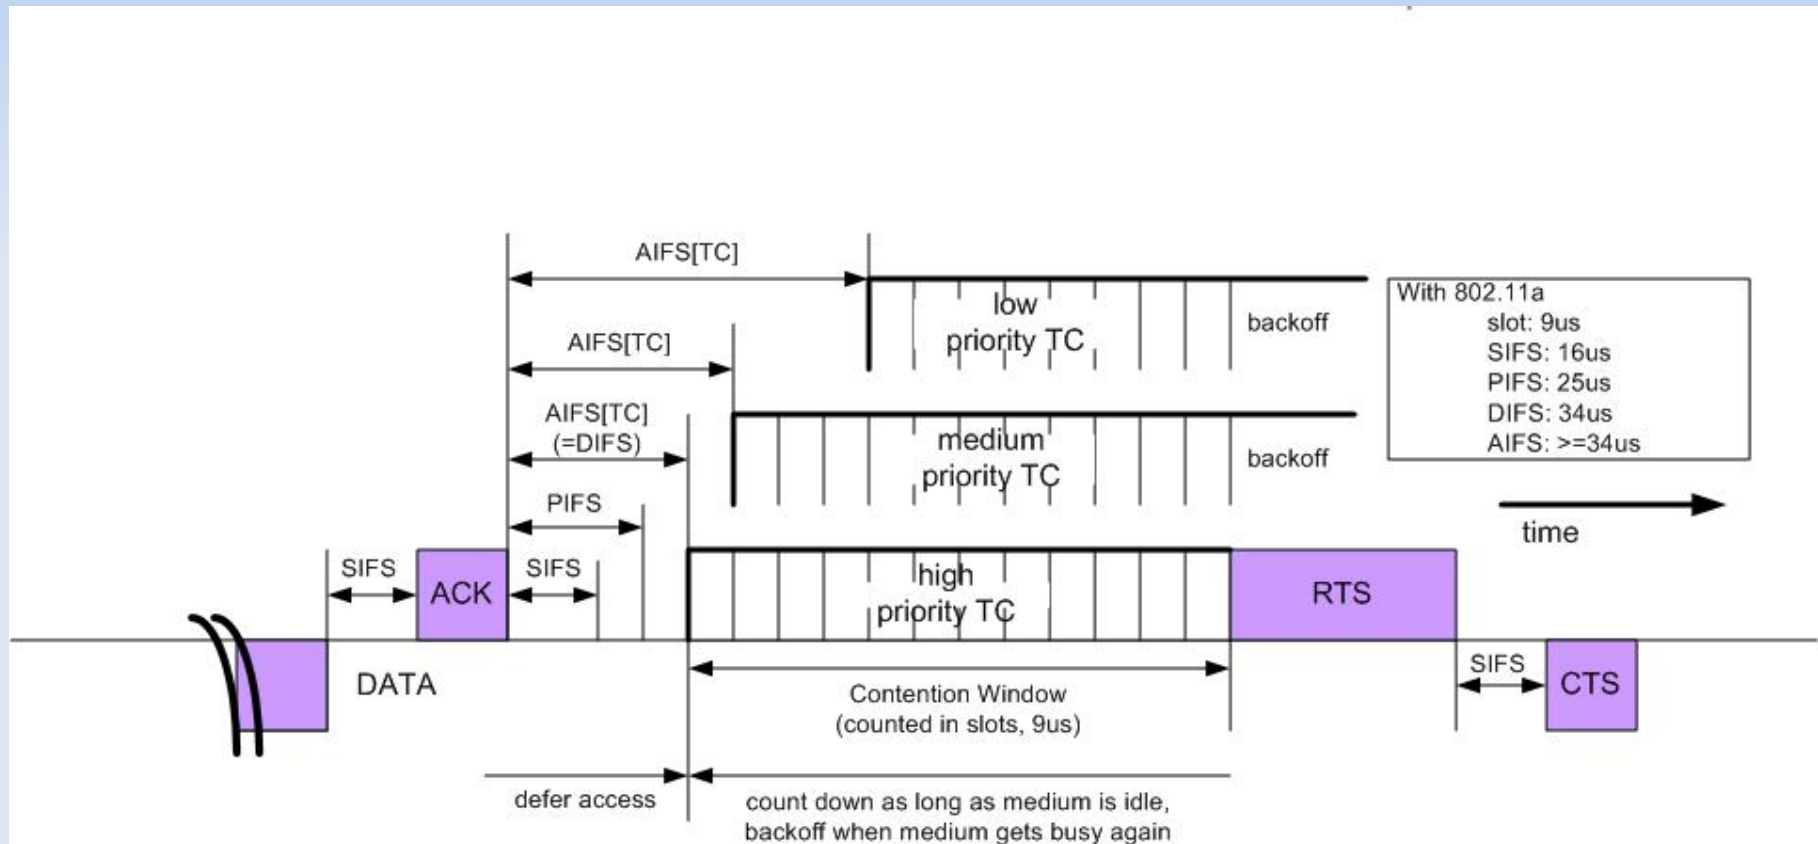 AIFS[TC]
low
priority TC
backoff
With 802.11a
slot: 9us
SIFS: 16us
PIFS: 25us
DIFS: 34us
AIFS: >=34us
AIFS[TC]
AIFS[TC]
(=DIFS)
medium
priority TC
backoff
PIFS
time
SIFS
ACK
SIFS
high
priority TC
RTS
DATA
Contention Window
(counted in slots, 9us)
SIFS
CTS
defer access
count down as long as medium is idle,
backoff when medium gets busy again